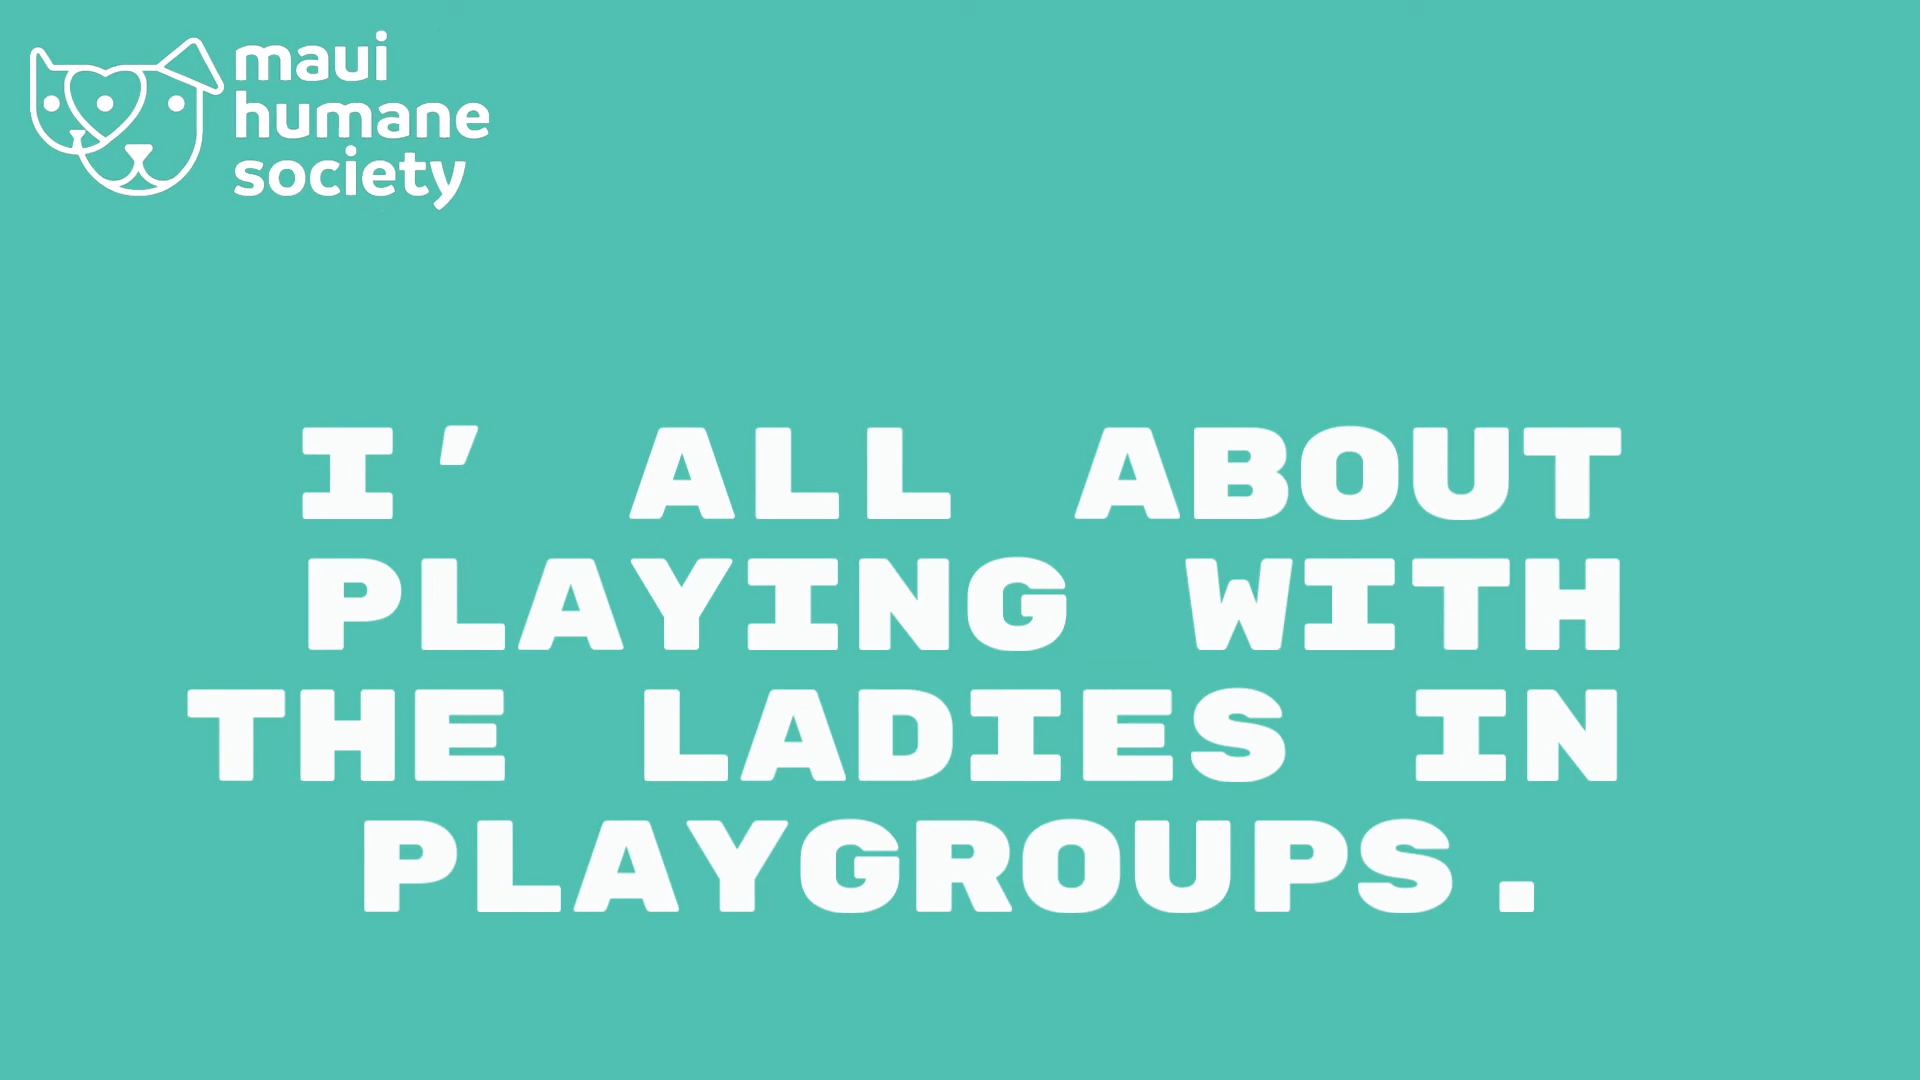 maui
humane
society
I' ALL ABOUT
PLAYING WITH
THE LADIES IN
PLAYGROUPS.